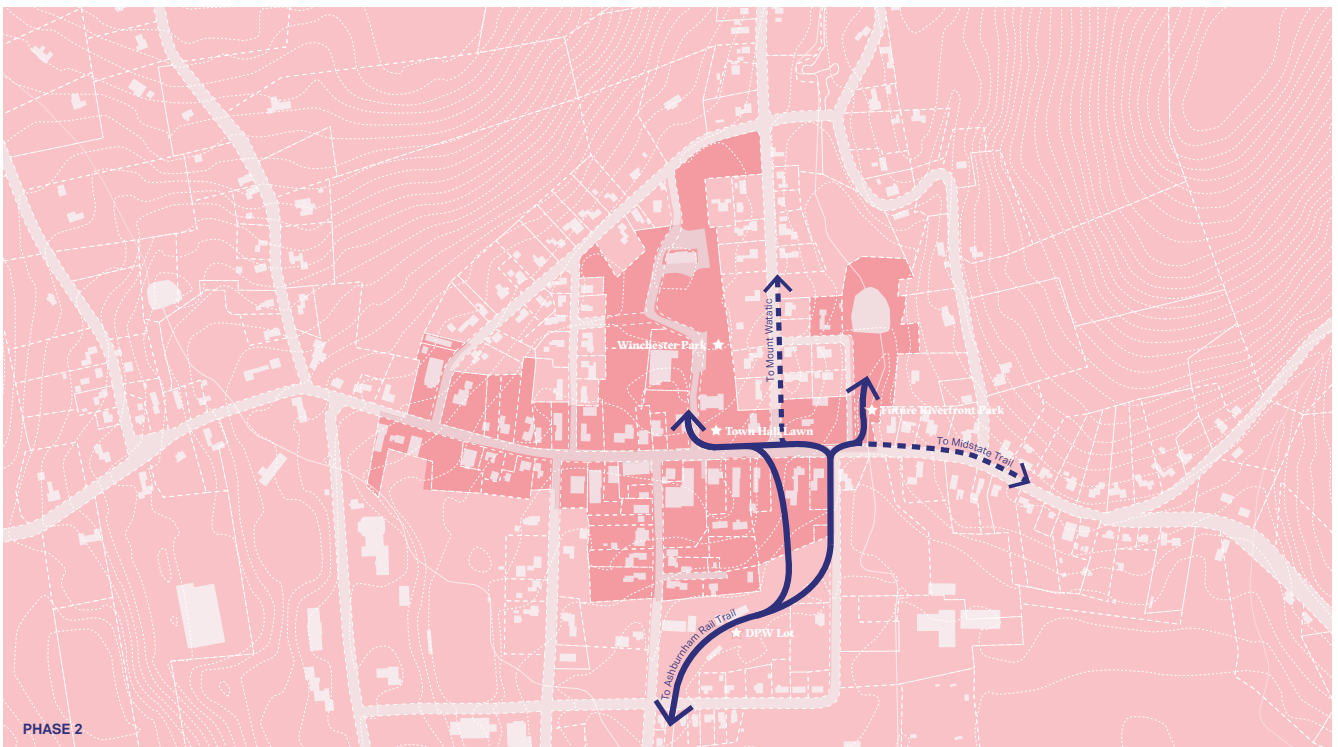 To Mount Watatic
Winchester Park
Future Riverfront Park
Town Hall Lawn
To Midstate Trail
To Ashburnham Rail Trail
DPW Lot
PHASE 2